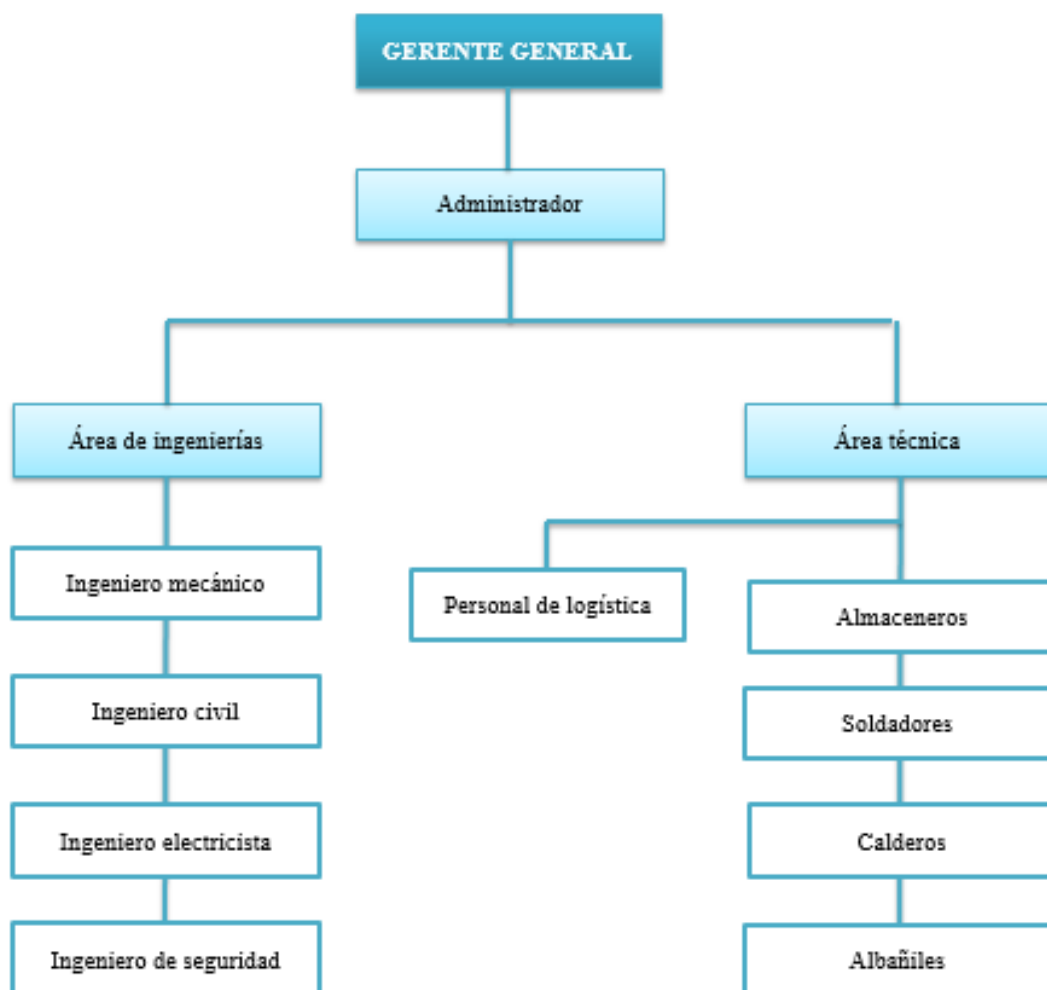 GERENTE GENERAL
Administrador
Área de ingenierías
Área técnica
Ingeniero mecánico
Personal de logística
Almaceneros
Ingeniero civil
Soldadores
Ingeniero electricista
Calderos
Ingeniero de seguridad
Albañiles